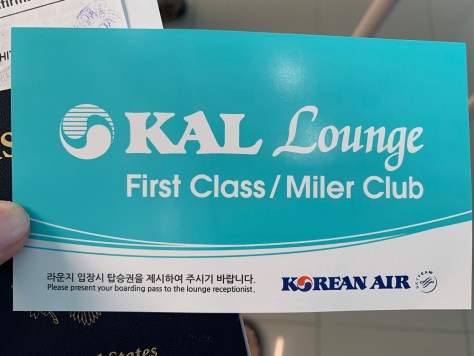 KAL Lounge
First Class / Miler Club
라운지 입장시 탑승권을 제시하여 주시기 바랍니다.
Please present your boarding pass to the lounge receptionist.
KOREAN AIR
SKYTEAM
States